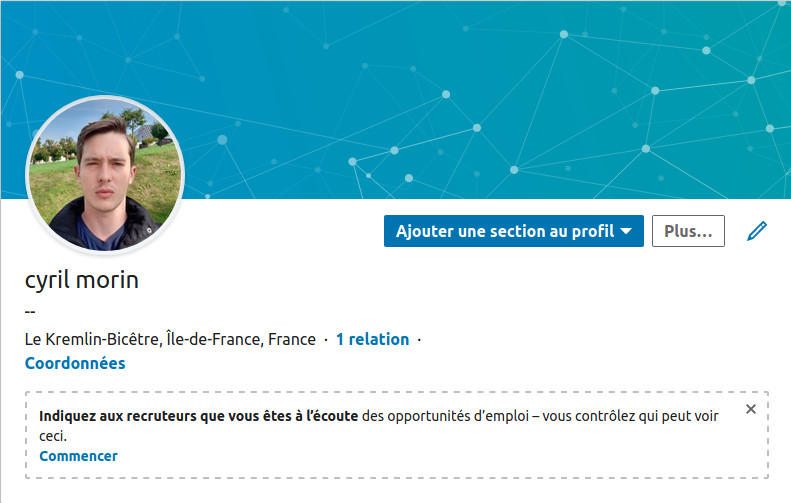 Ajouter une section au profil
Plus...
cyril morin
--
Le Kremlin-Bicêtre, Île-de-France, France · 1 relation ·
Coordonnées
Indiquez aux recruteurs que vous êtes à l’écoute des opportunités d’emploi – vous contrôlez qui peut voir
ceci.
Commencer